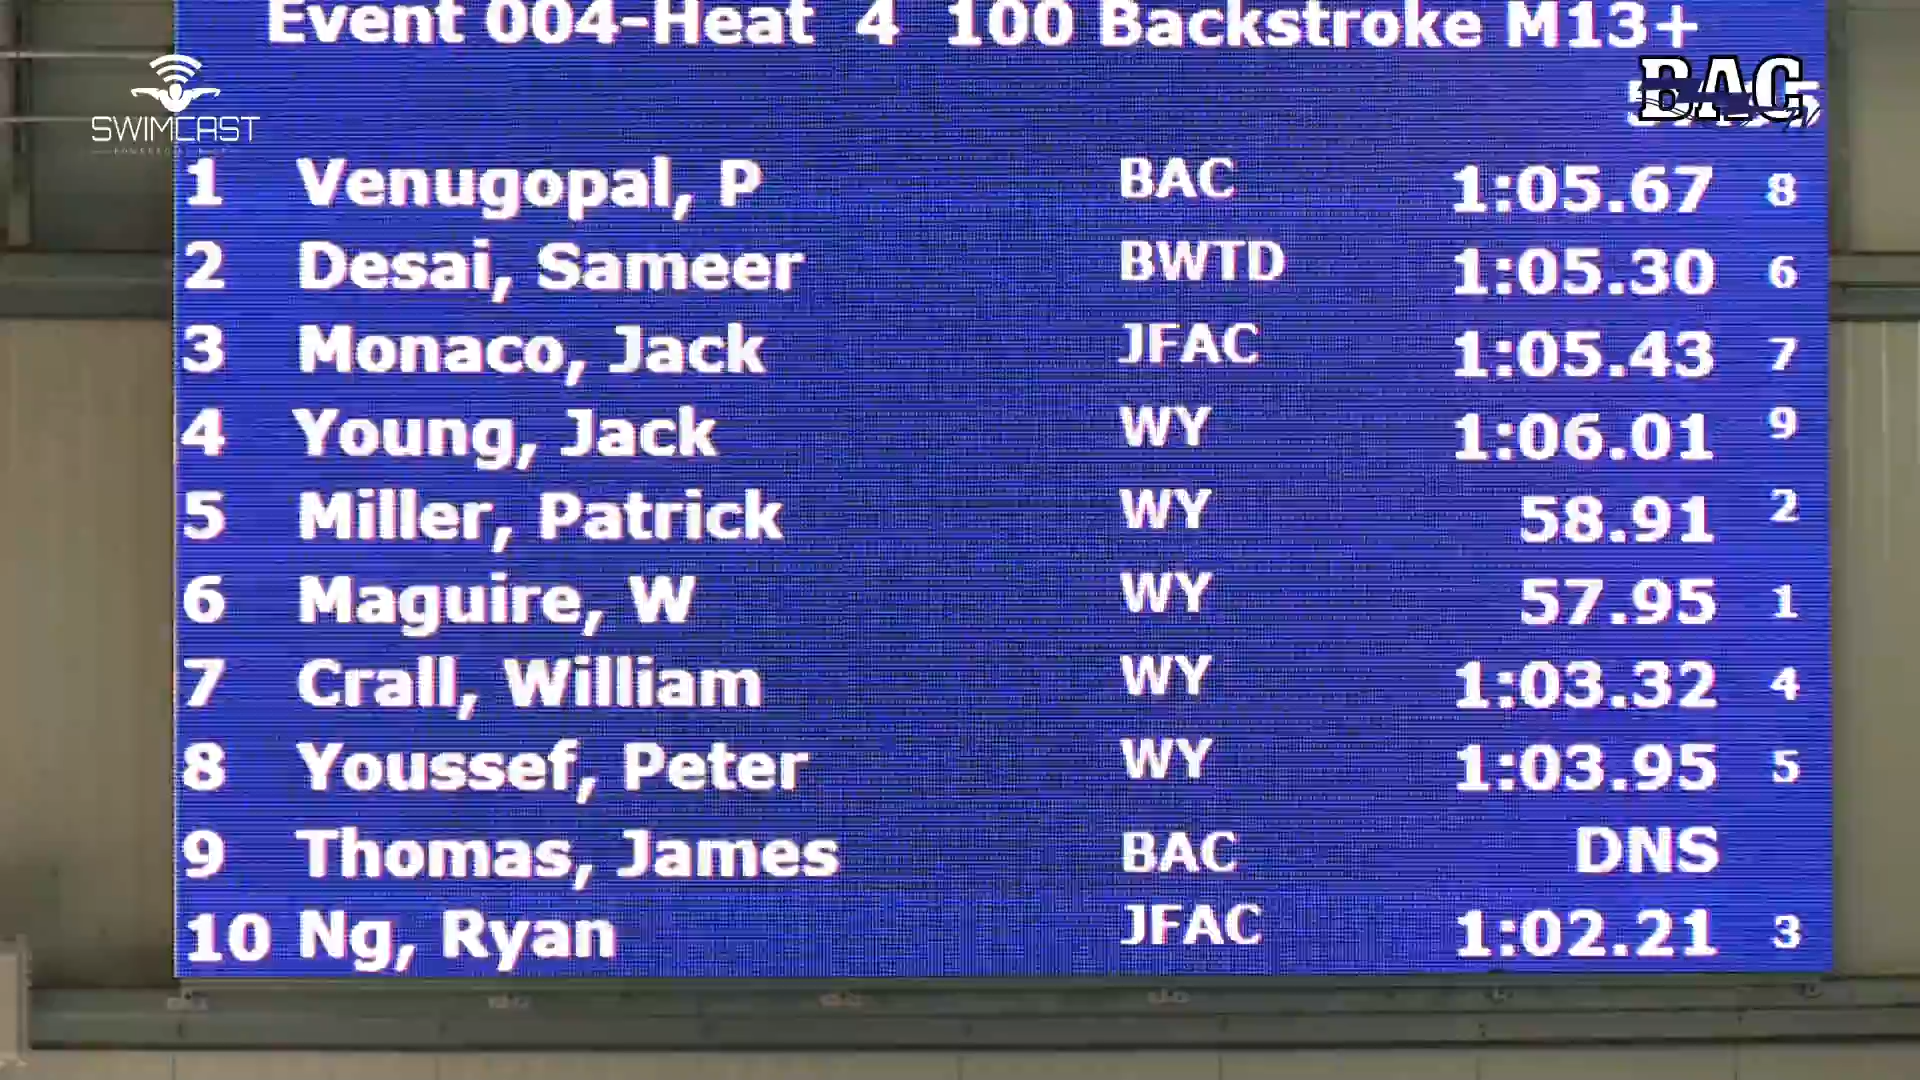 Event 004-Heat 4 100 Backstroke M13+
SWIMCAST
BAC
1 Venugopal, P BAC 1:05.67 8
2 Desai, Sameer BWTD 1:05.30 6
3 Monaco, Jack JFAC 1:05.43 7
4 Young, Jack WY 1:06.01 9
5 Miller, Patrick WY 58.91 2
6 Maguire, W WY 57.95 1
7 Crall, William WY 1:03.32 4
8 Youssef, Peter WY 1:03.95 5
9 Thomas, James BAC DNS
10 Ng, Ryan JFAC 1:02.21 3